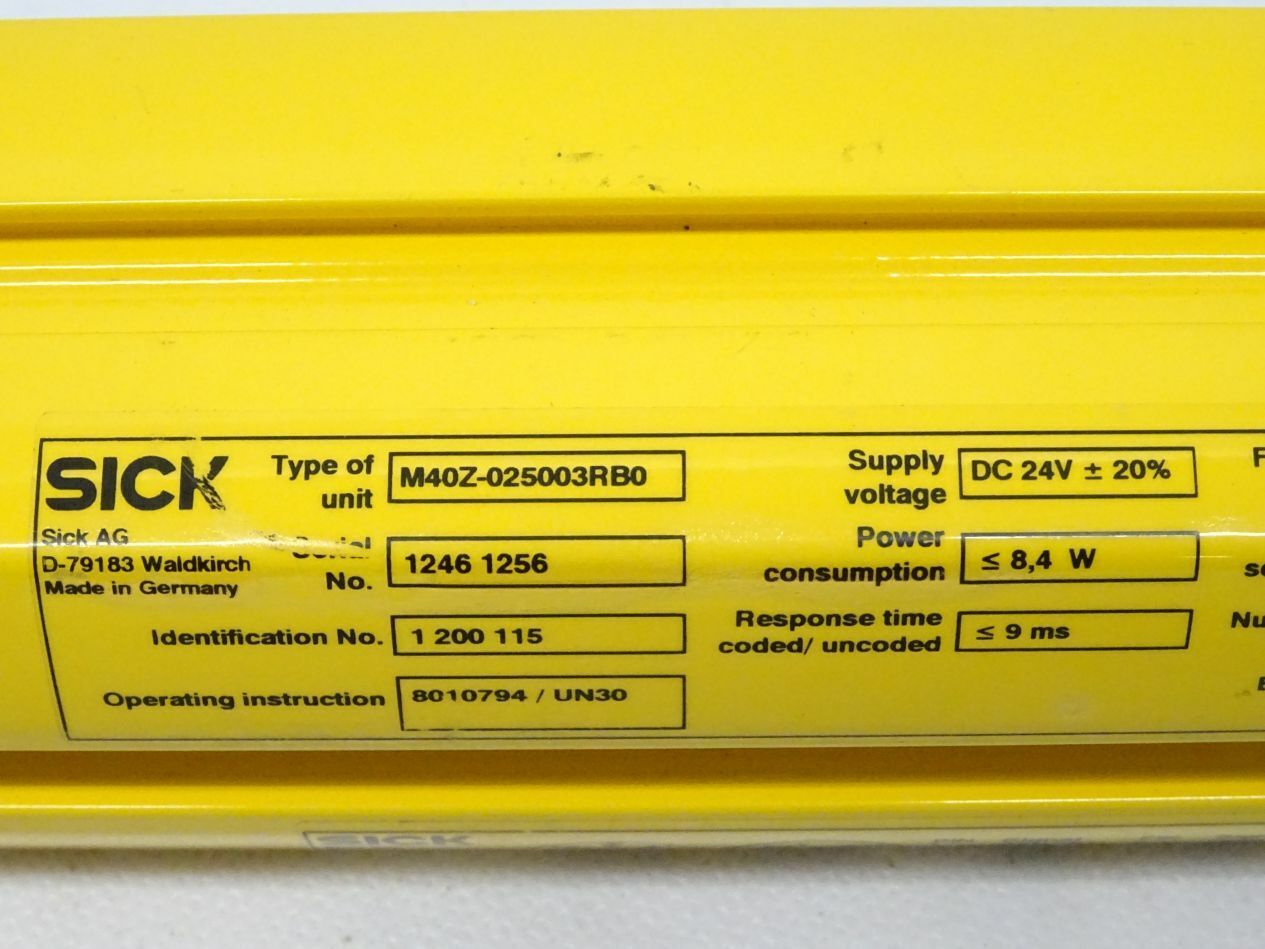 SICK
Sick AG
D-79183 Waldkirch
Made in Germany
Type of
unit
M40Z-025003RB0
Serial
No.
1246 1256
Identification No.
1 200 115
Operating instruction
8010794 / UN30
Supply
voltage
DC 24V ± 20%
Power
consumption
≤ 8,4 W
Response time
coded/ uncoded
≤ 9 ms
SICK